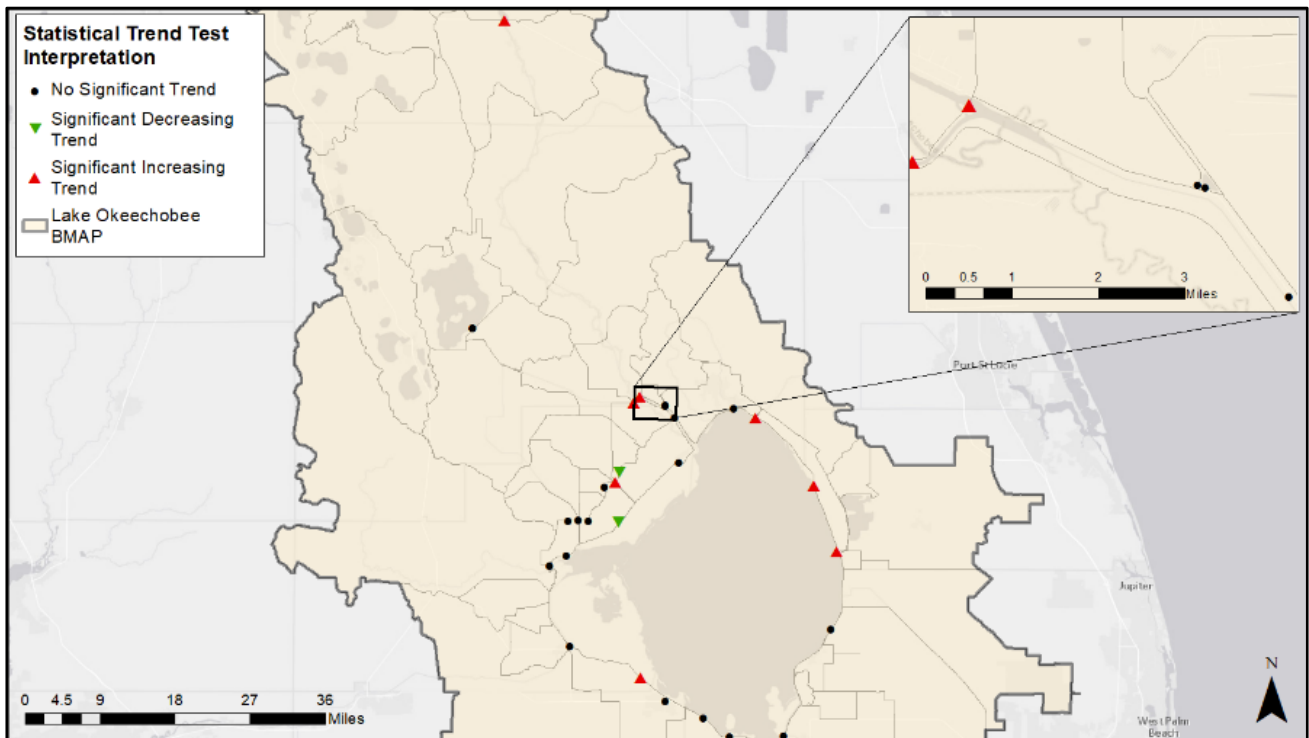 Statistical Trend Test
Interpretation
No Significant Trend
Significant Decreasing
Trend
Significant Increasing
Trend
Lake Okeechobee
BMAP
0 0.5 1 2 3
Miles
Port St Lucie
Jupiter
West Palm
Beach
N
0 4.5 9 18 27 36
Miles